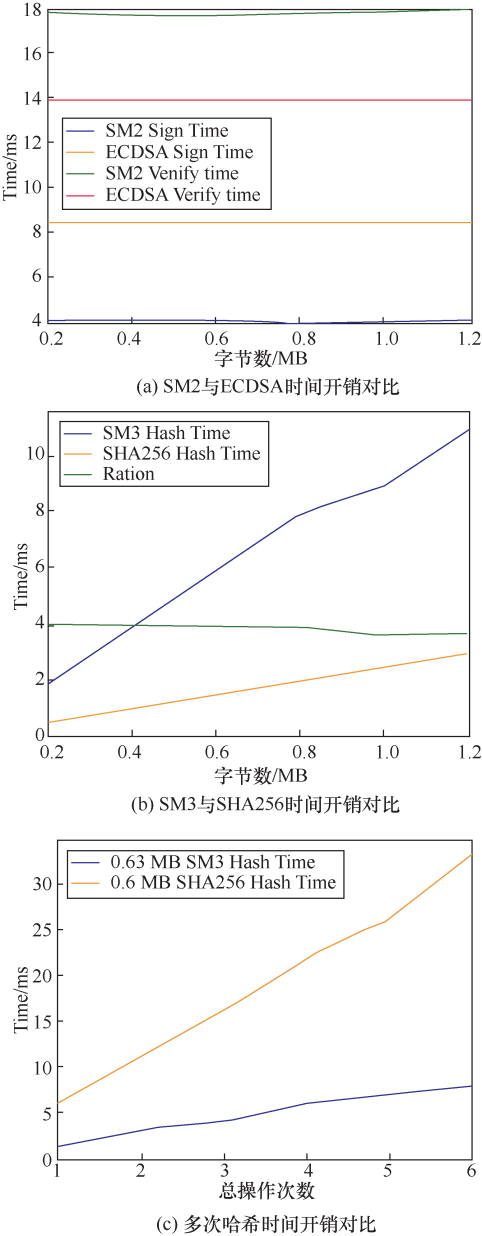 18
16
14
12
10
8
6
4
Time/ms
SM2 Sign Time
ECDSA Sign Time
SM2 Venify time
ECDSA Verify time
0.2 0.4 0.6 0.8 1.0 1.2
字节数/MB
(a) SM2与ECDSA时间开销对比
10
8
6
4
2
0
Time/ms
SM3 Hash Time
SHA256 Hash Time
Ration
0.2 0.4 0.6 0.8 1.0 1.2
字节数/MB
(b) SM3与SHA256时间开销对比
30
25
20
15
10
5
0
Time/ms
0.63 MB SM3 Hash Time
0.6 MB SHA256 Hash Time
1 2 3 4 5 6
总操作次数
(c) 多次哈希时间开销对比